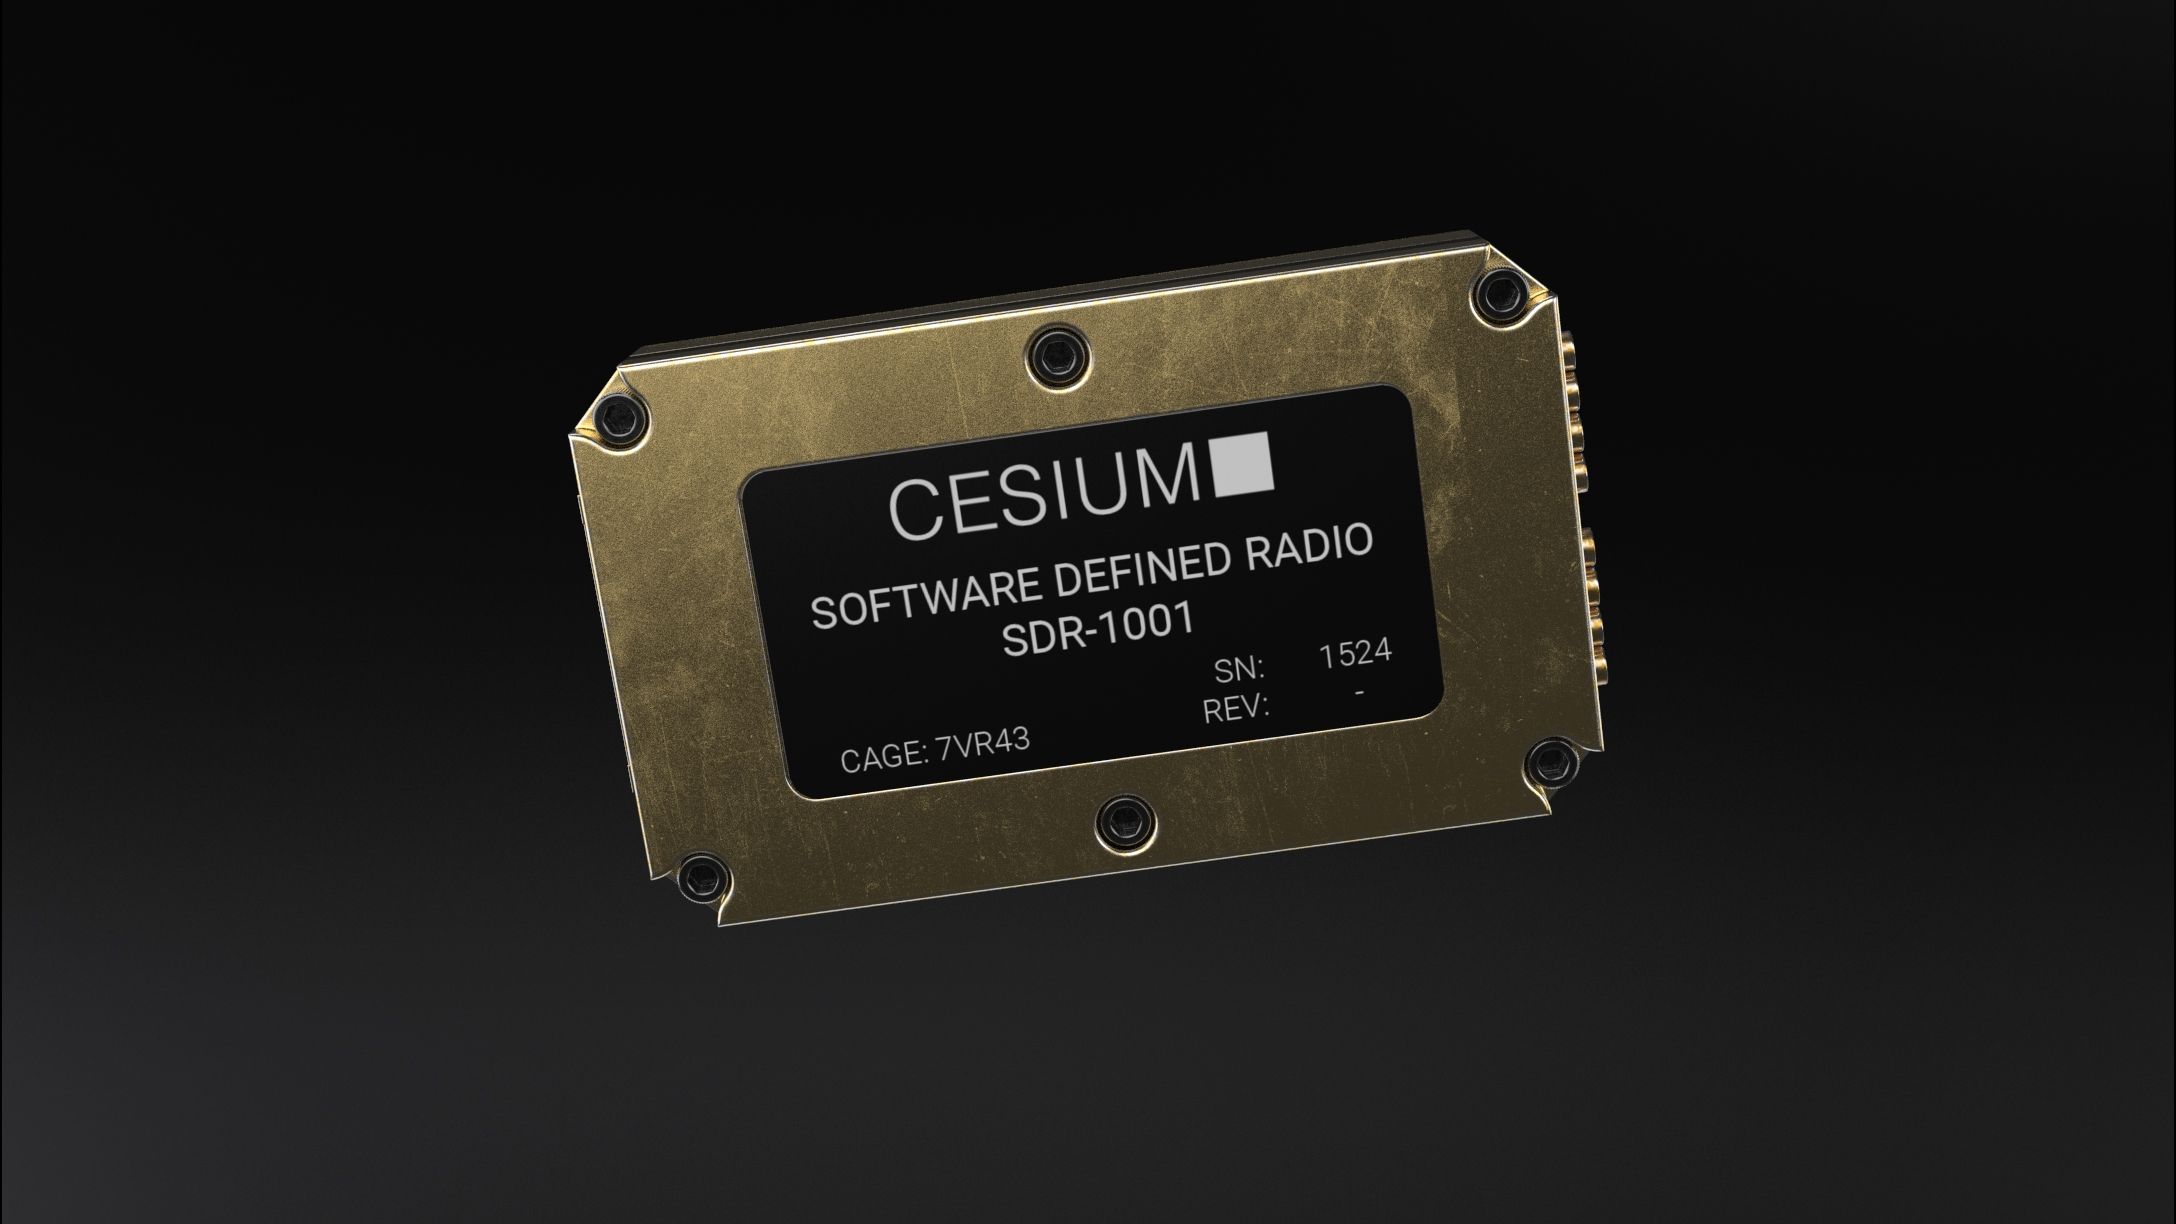 CESIUM
SOFTWARE DEFINED RADIO
SDR-1001
SN: 1524
REV: -
CAGE: 7VR43